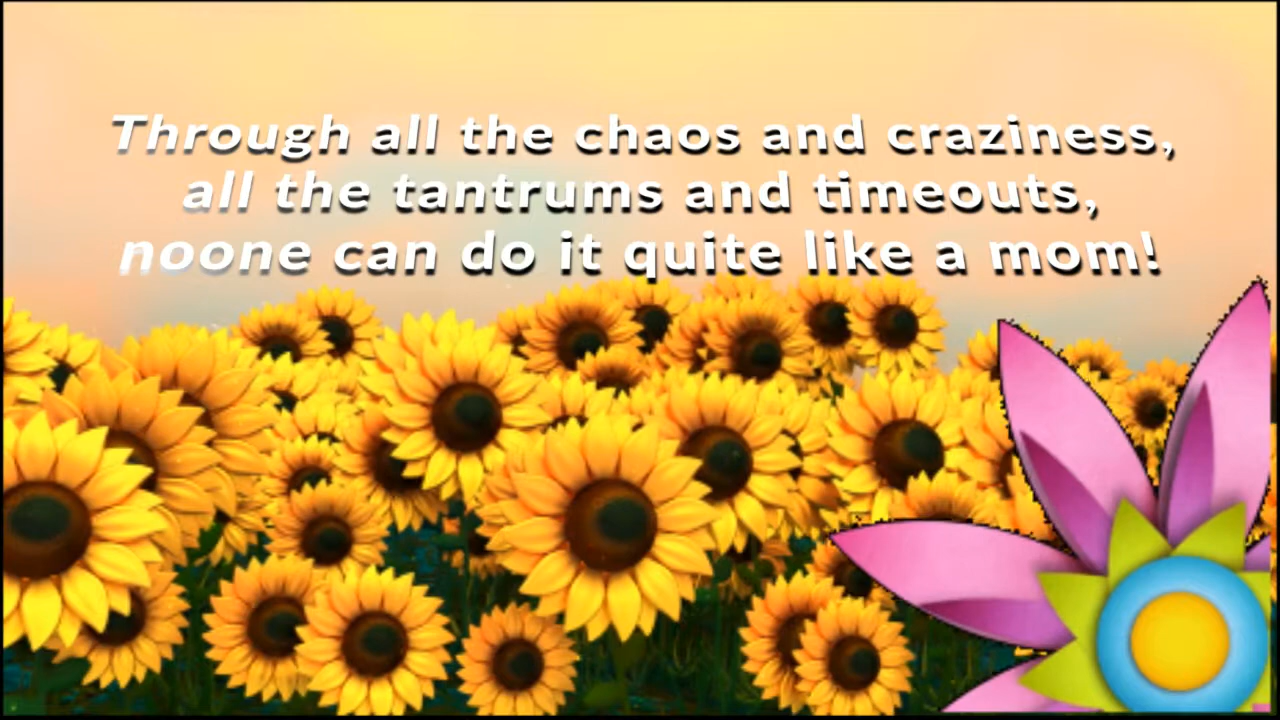 Through all the chaos and craziness,
all the tantrums and timeouts,
noone can do it quite like a mom!